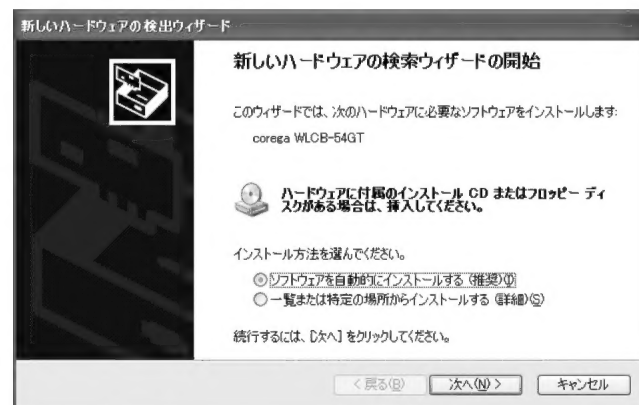 新しいハードウェアの検出ウィザード
新しいハードウェアの検索ウィザードの開始
このウィザードでは、次のハードウェアに必要なソフトウェアをインストールします:
corega WLCB-54GT
ハードウェアに付属のインストール CD またはフロッピー ディ
スクがある場合は、挿入してください。
インストール方法を選んでください。
ソフトウェアを自動的にインストールする (推奨)(I)
一覧または特定の場所からインストールする (詳細)(S)
続行するには、[次へ] をクリックしてください。
< 戻る(B) 次へ(N) > キャンセル